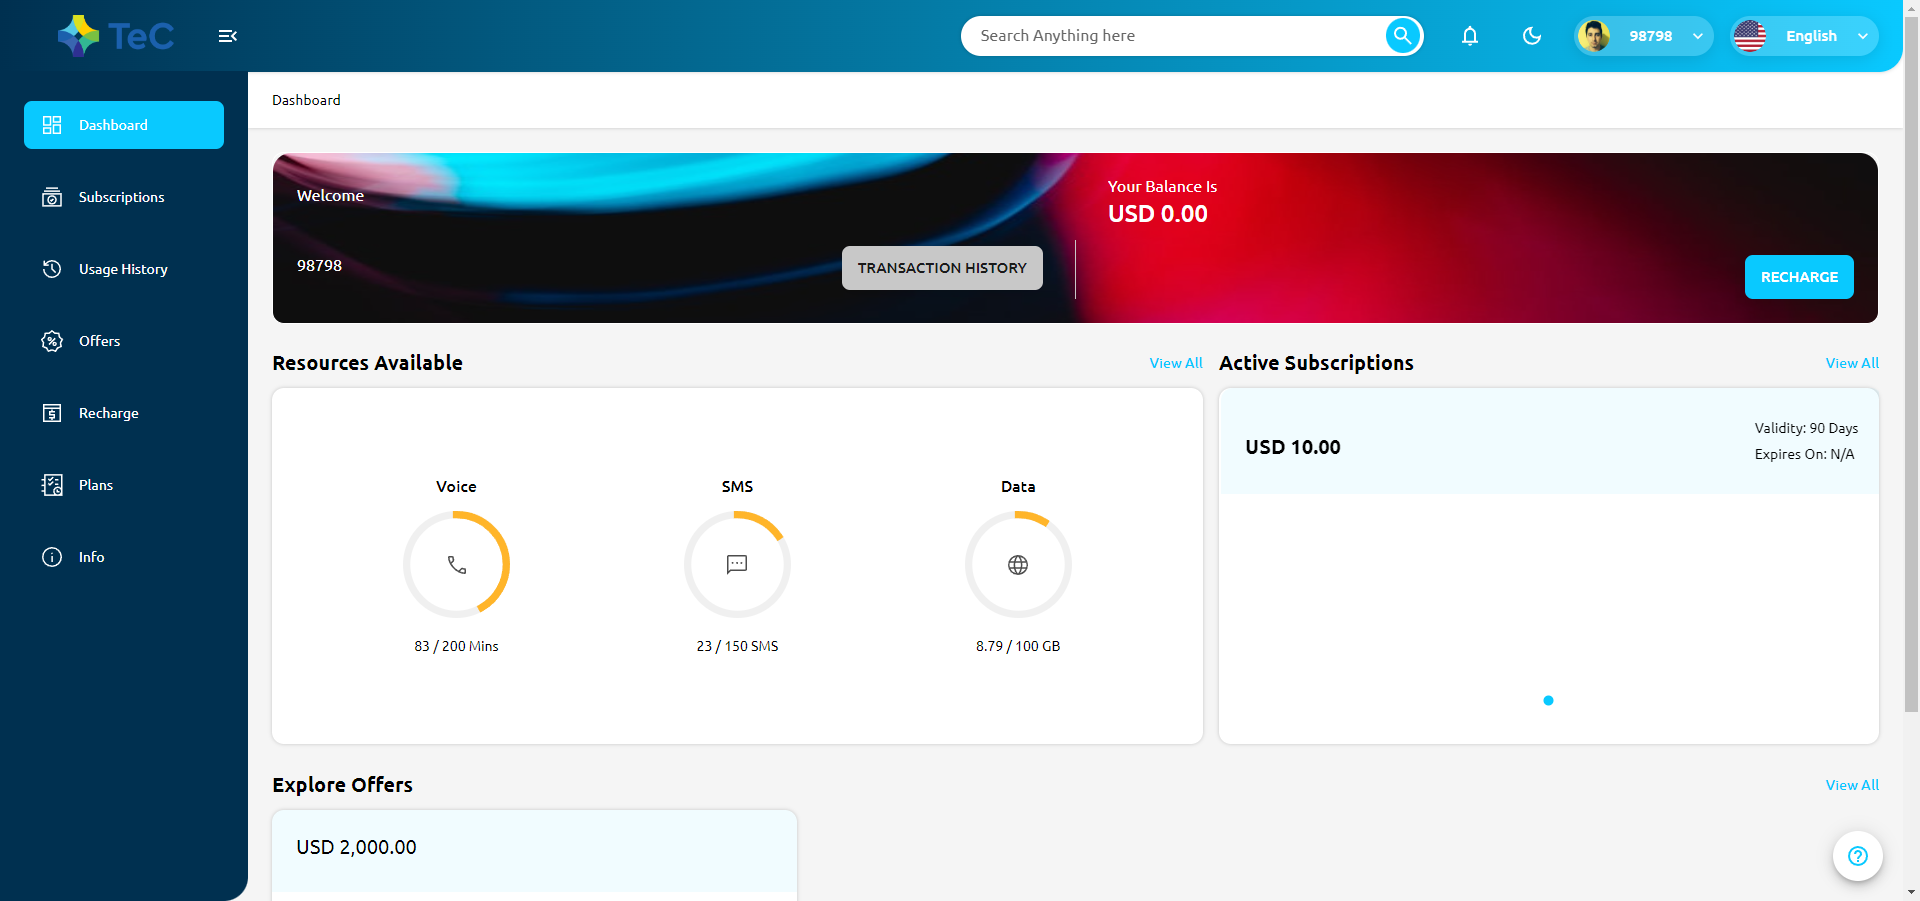 TeC
Search Anything here
98798
English
Dashboard
Subscriptions
Usage History
Offers
Recharge
Plans
Info
Dashboard
Welcome
98798
TRANSACTION HISTORY
Your Balance Is
USD 0.00
RECHARGE
Resources Available
View All
Voice
SMS
Data
83 / 200 Mins
23 / 150 SMS
8.79 / 100 GB
Active Subscriptions
View All
USD 10.00
Validity: 90 Days
Expires On: N/A
Explore Offers
View All
USD 2,000.00